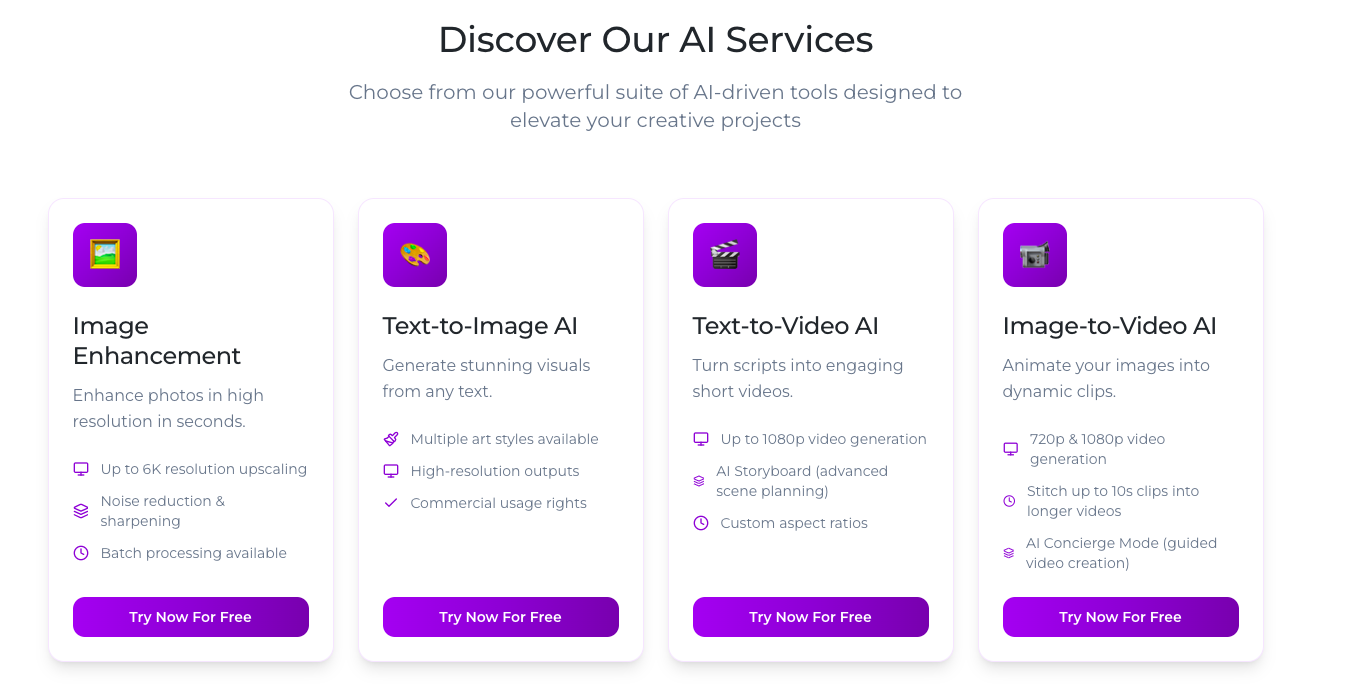 Discover Our AI Services
Choose from our powerful suite of AI-driven tools designed to
elevate your creative projects
Image
Enhancement
Enhance photos in high
resolution in seconds.
Up to 6K resolution upscaling
Noise reduction &
sharpening
Batch processing available
Try Now For Free
Text-to-Image AI
Generate stunning visuals
from any text.
Multiple art styles available
High-resolution outputs
Commercial usage rights
Try Now For Free
Text-to-Video AI
Turn scripts into engaging
short videos.
Up to 1080p video generation
AI Storyboard (advanced
scene planning)
Custom aspect ratios
Try Now For Free
Image-to-Video AI
Animate your images into
dynamic clips.
720p & 1080p video
generation
Stitch up to 10s clips into
longer videos
AI Concierge Mode (guided
video creation)
Try Now For Free